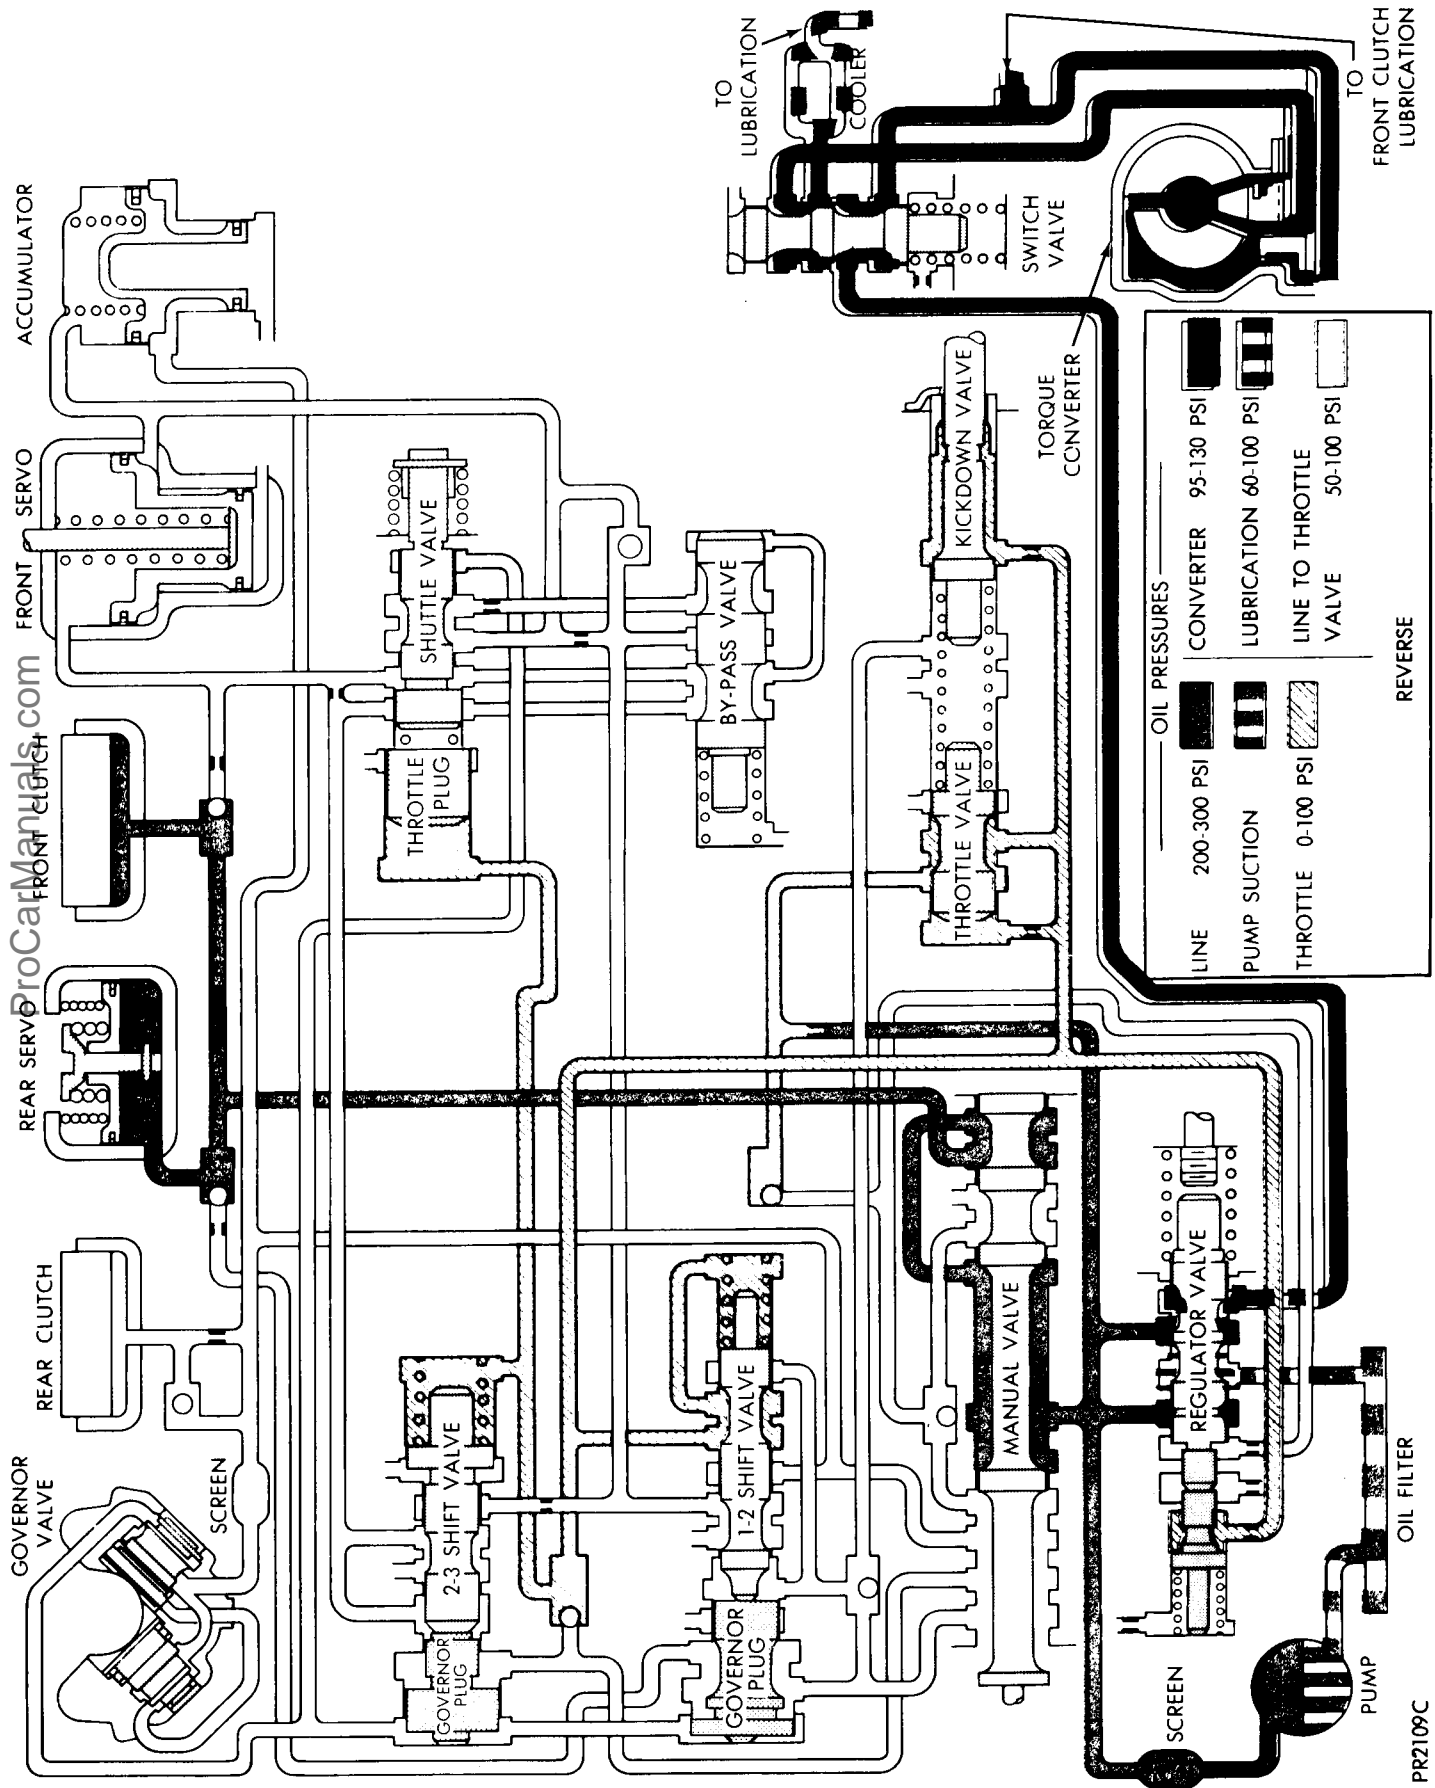 GOVERNOR
VALVE
REAR CLUTCH
REAR SERVO
FRONT CLUTCH
FRONT SERVO
ACCUMULATOR
ProCarManuals.com
SCREEN
2-3 SHIFT VALVE
GOVERNOR
PLUG
THROTTLE
PLUG
SHUTTLE VALVE
1-2 SHIFT VALVE
GOVERNOR
PLUG
BY-PASS VALVE
TO
LUBRICATION
COOLER
MANUAL VALVE
THROTTLE VALVE
KICKDOWN VALVE
SWITCH
VALVE
TORQUE
CONVERTER
TO
FRONT CLUTCH
LUBRICATION
REGULATOR VALVE
SCREEN
PUMP
OIL FILTER
OIL PRESSURES
LINE 200-300 PSI
PUMP SUCTION
THROTTLE 0-100 PSI
CONVERTER 95-130 PSI
LUBRICATION 60-100 PSI
LINE TO THROTTLE
VALVE 50-100 PSI
REVERSE
PR2109C